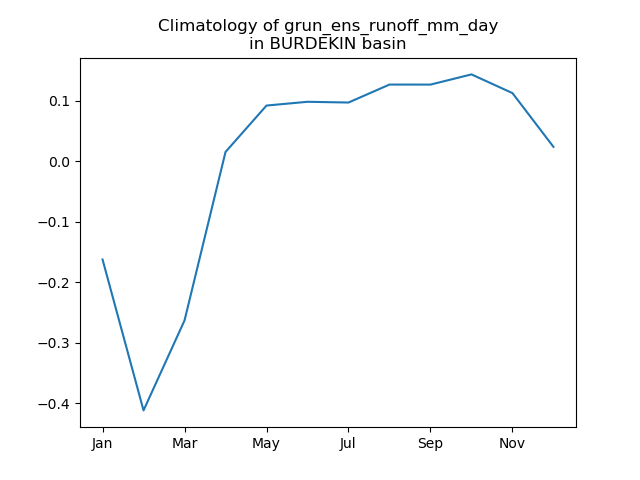 Climatology of grun_ens_runoff_mm_day
in BURDEKIN basin
0.1
0.0
−0.1
−0.2
−0.3
−0.4
Jan Mar May Jul Sep Nov